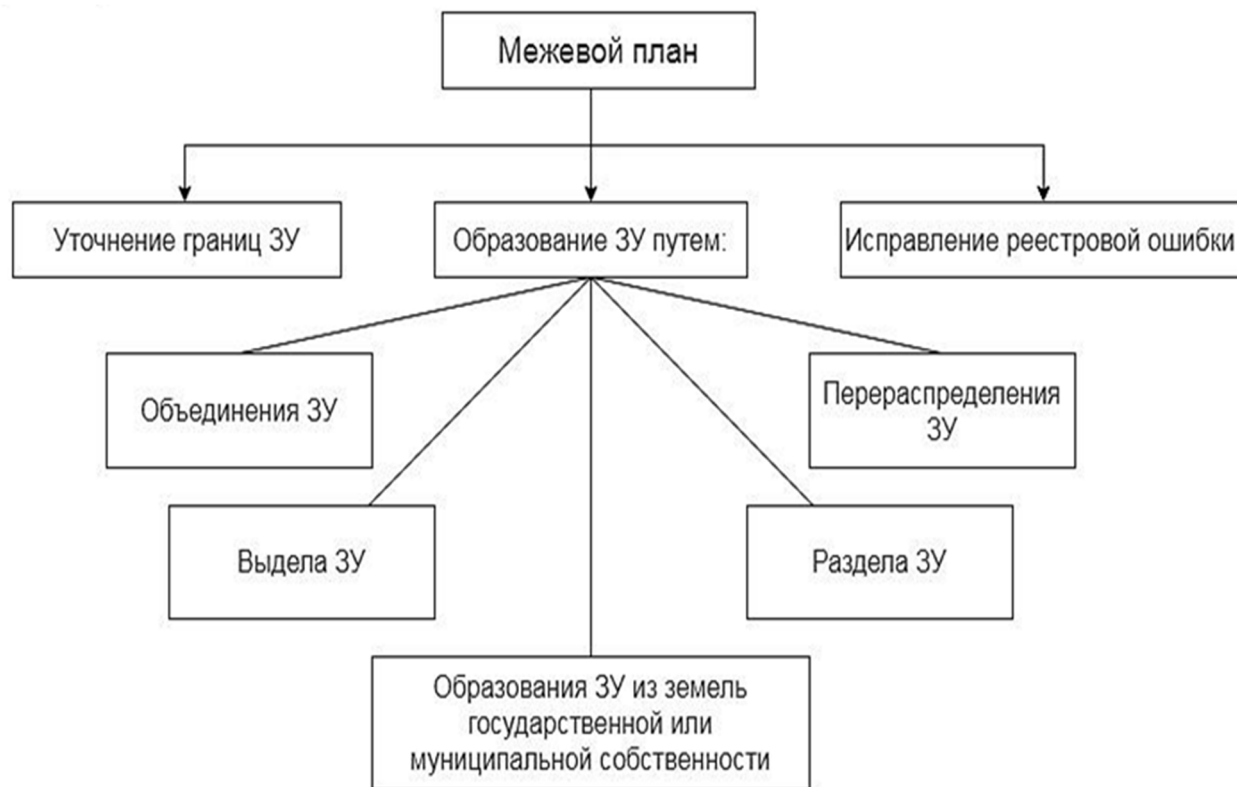 Межевой план
Уточнение границ ЗУ
Образование ЗУ путем:
Исправление реестровой ошибки
Объединения ЗУ
Перераспределения
ЗУ
Выдела ЗУ
Раздела ЗУ
Образования ЗУ из земель
государственной или
муниципальной собственности